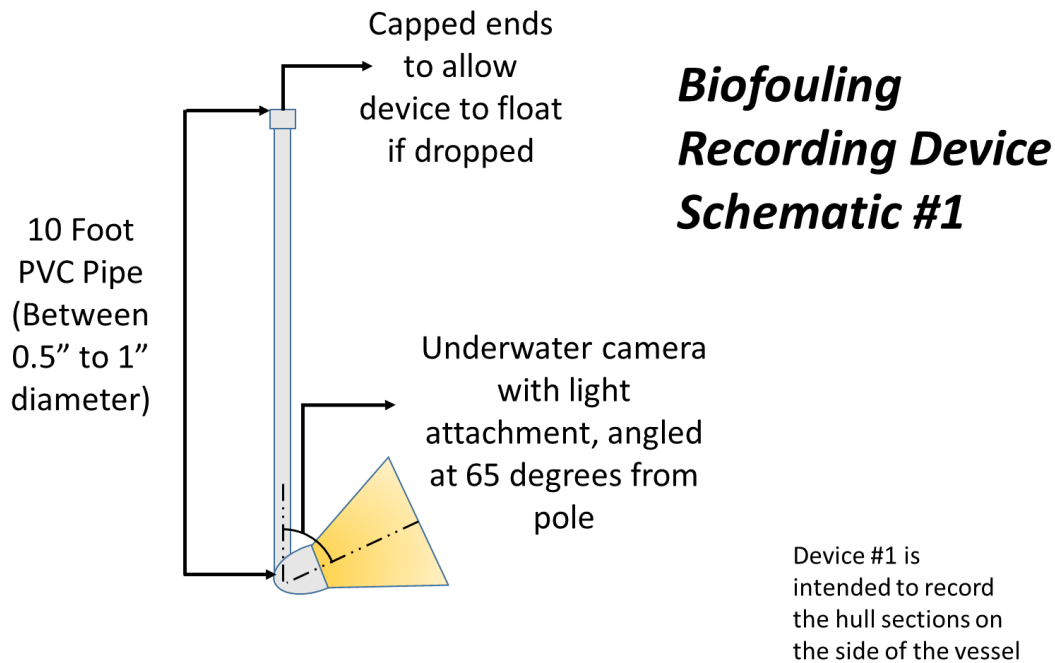 Capped ends
to allow
device to float
if dropped
Biofouling
Recording Device
Schematic #1
10 Foot
PVC Pipe
(Between
0.5” to 1”
diameter)
Underwater camera
with light
attachment, angled
at 65 degrees from
pole
Device #1 is
intended to record
the hull sections on
the side of the vessel